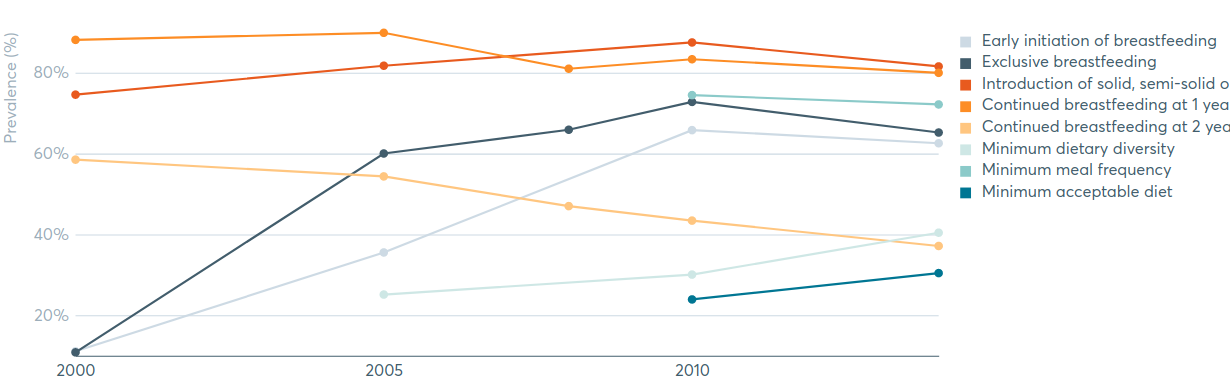 Prevalence (%)
80%
60%
40%
20%
2000
2005
2010
Early initiation of breastfeeding
Exclusive breastfeeding
Introduction of solid, semi-solid o
Continued breastfeeding at 1 yea
Continued breastfeeding at 2 yea
Minimum dietary diversity
Minimum meal frequency
Minimum acceptable diet